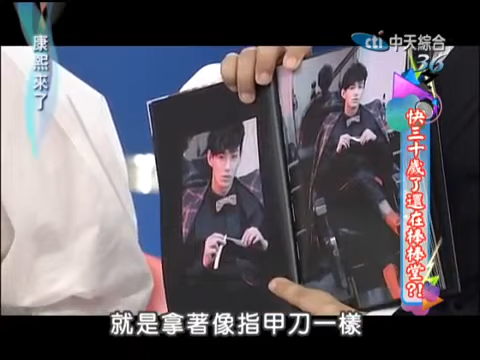 康熙來了
cti 中天綜合
36
快三十歲了還在棒棒堂?!
就是拿著像指甲刀一樣